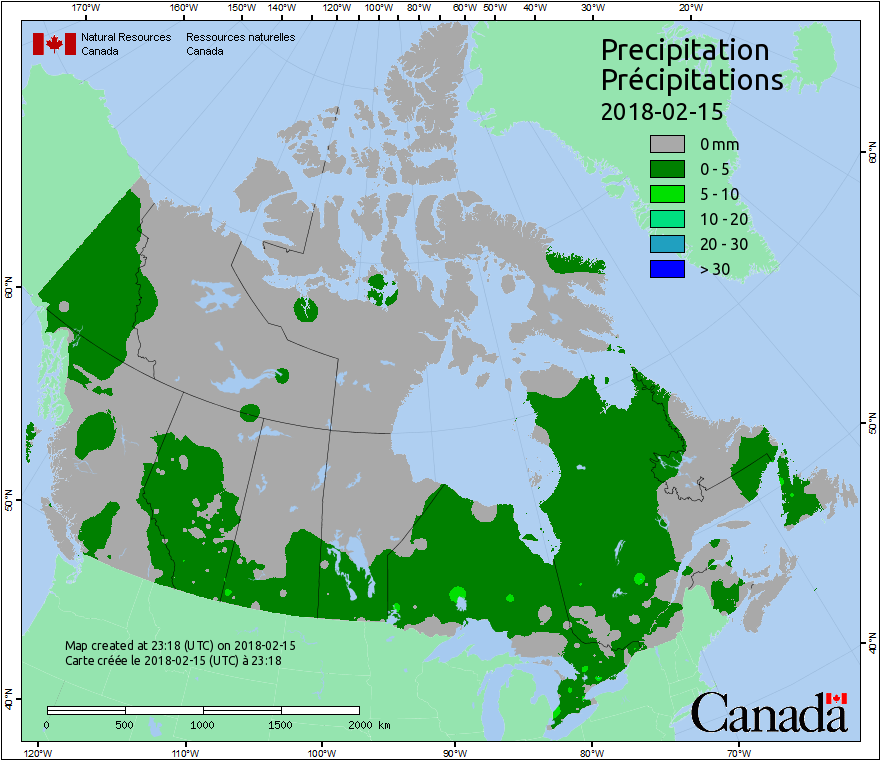 170°W 160°W 150°W 140°W 130°W 120°W 110°W 100°W 90°W 80°W 60°W 50°W 40°W 30°W 20°W
Natural Resources Ressources naturelles
Canada Canada
Precipitation
Précipitations
2018-02-15
0 mm
0 - 5
5 - 10
10 - 20
20 - 30
> 30
60°N
60°N
50°N
50°N
40°N
40°N
Map created at 23:18 (UTC) on 2018-02-15
Carte créée le 2018-02-15 (UTC) à 23:18
0 500 1000 1500 2000 km
Canada
120°W 110°W 100°W 90°W 80°W 70°W